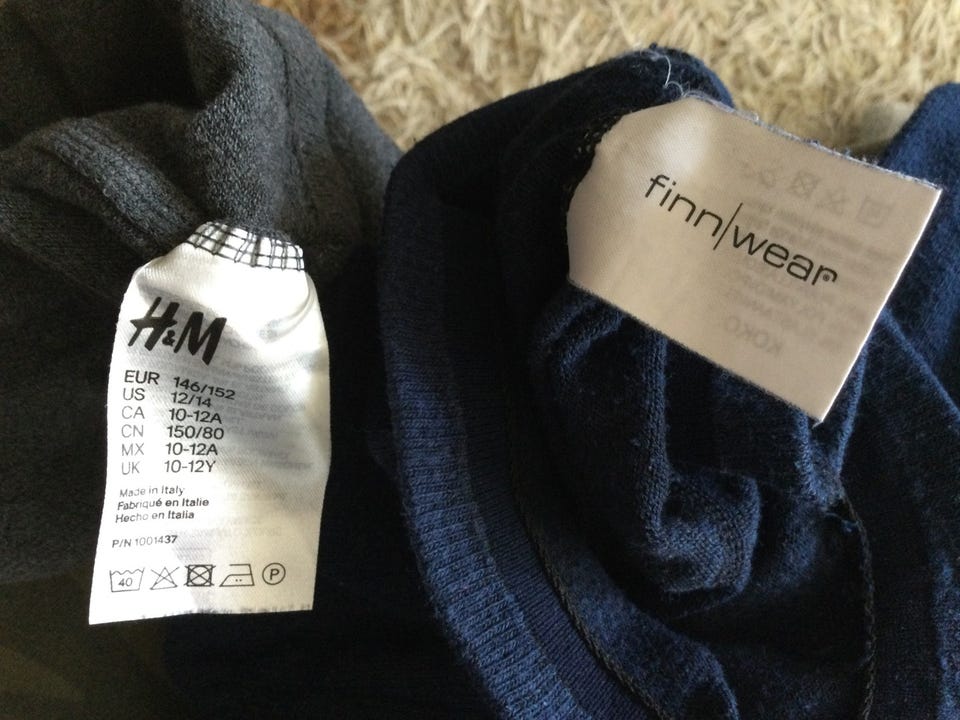 H&M
EUR 146/152
US 12/14
CA 10-12A
CN 150/80
MX 10-12A
UK 10-12Y
Made in Italy
Fabriqué en Italie
Hecho en Italia
P/N 1001437
40 P
finn/wear
KOKO: